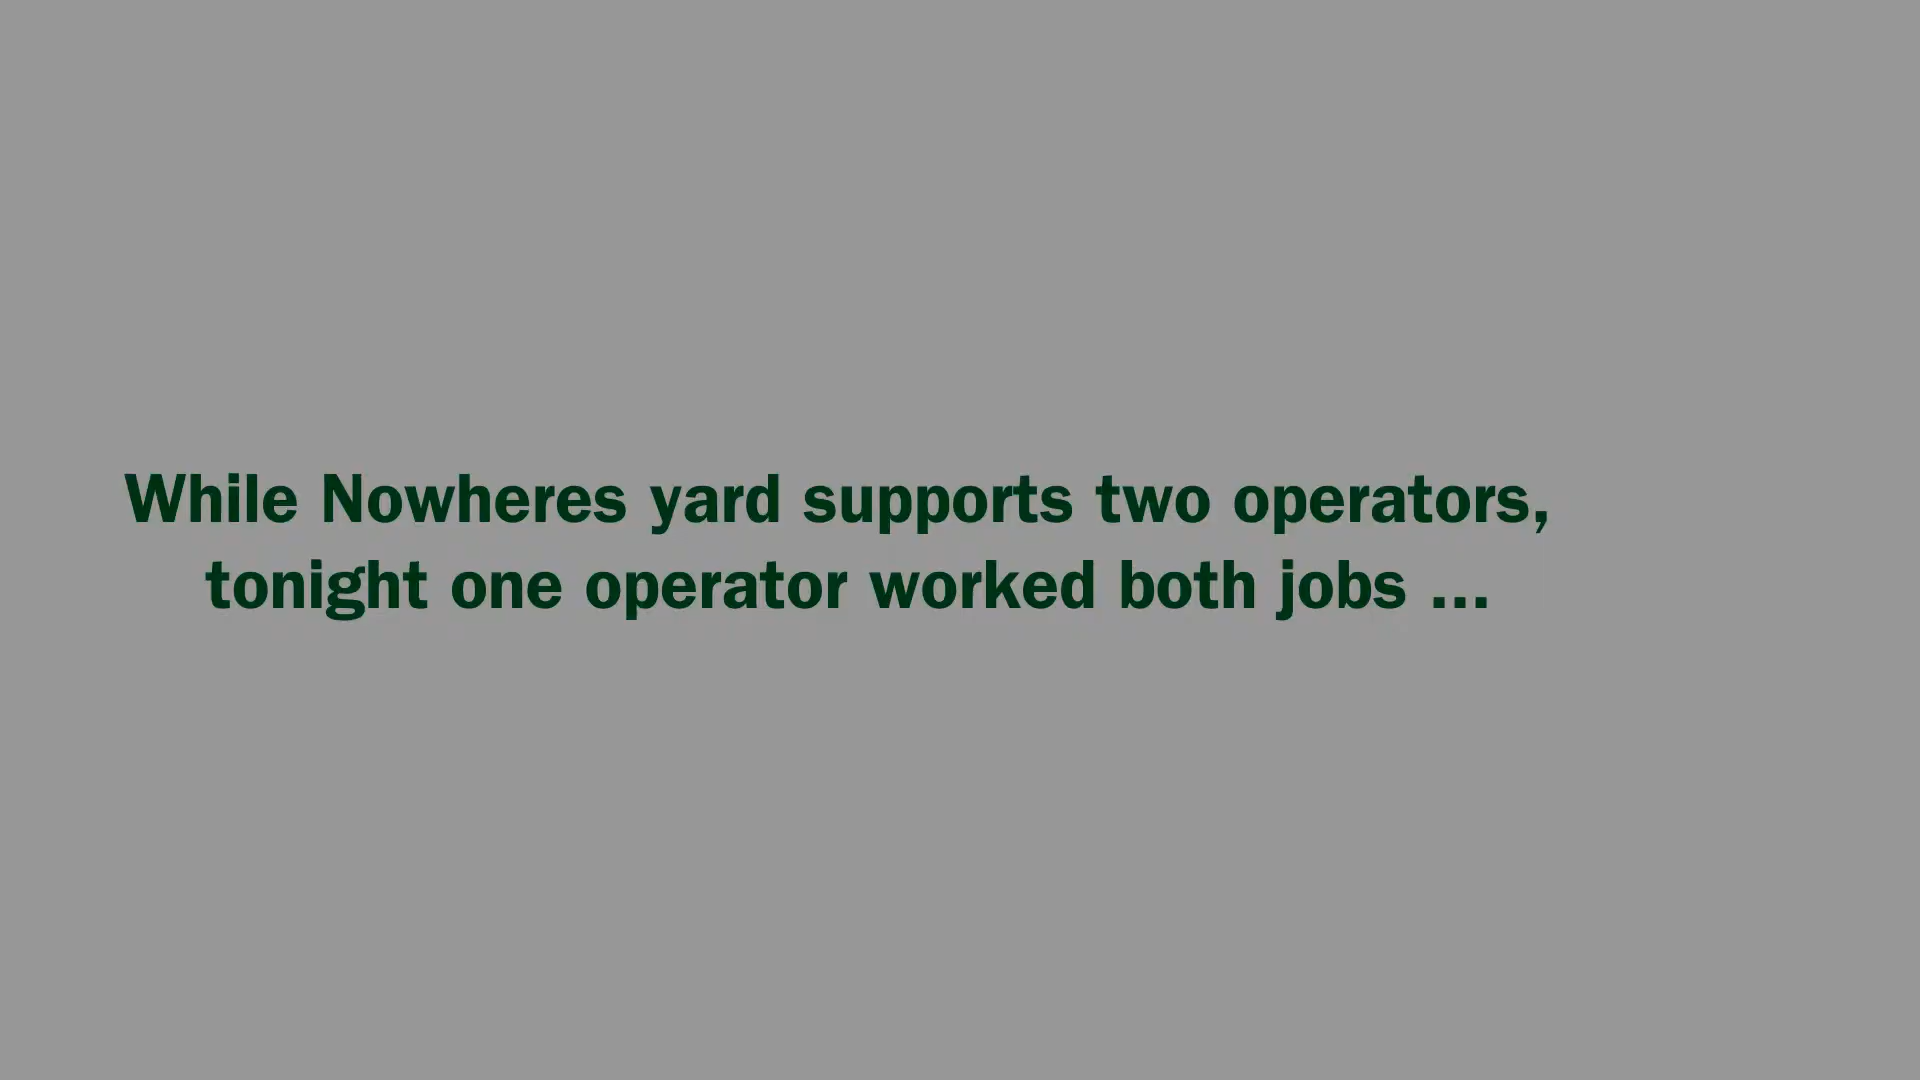 While Nowheres yard supports two operators,
tonight one operator worked both jobs ...